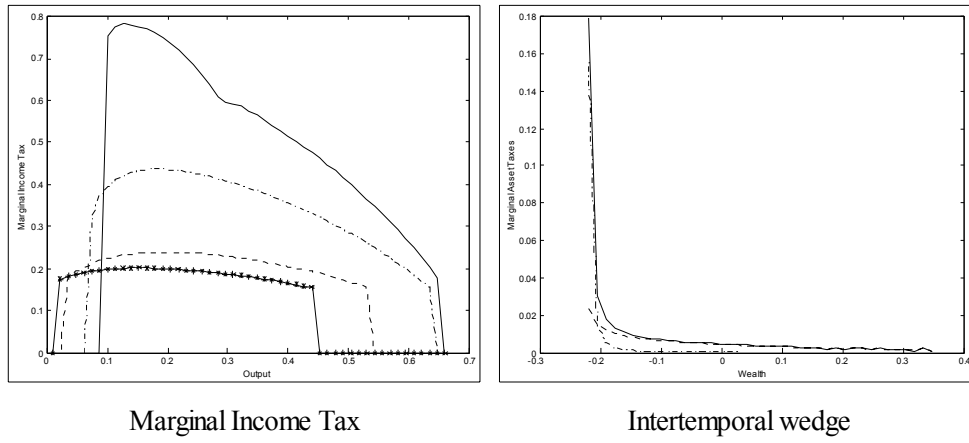 0.8
0.7
0.6
0.5
0.4
0.3
0.2
0.1
0
Marginal Income Tax
0 0.1 0.2 0.3 0.4 0.5 0.6 0.7
Output
0.18
0.16
0.14
0.12
0.1
0.08
0.06
0.04
0.02
0
Marginal Asset Taxes
-0.3 -0.2 -0.1 0 0.1 0.2 0.3 0.4
Wealth
Marginal Income Tax
Intertemporal wedge